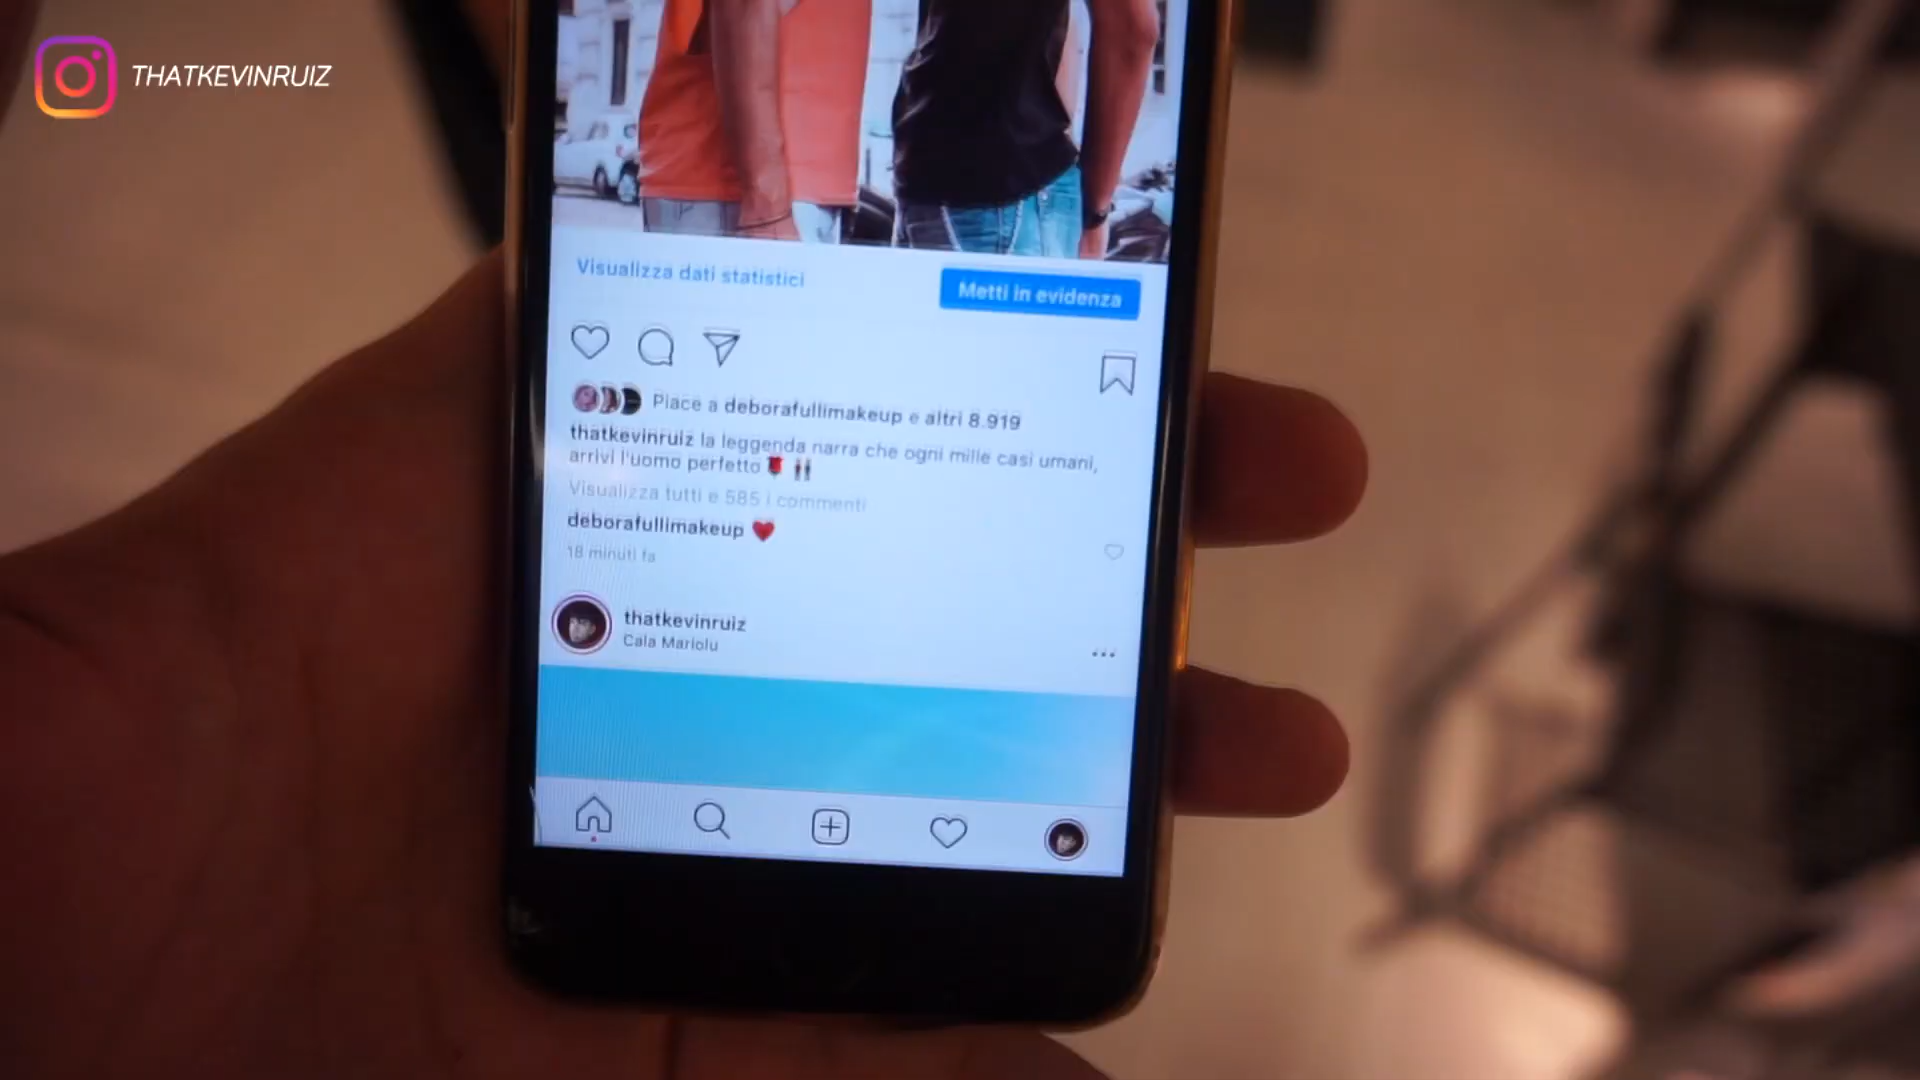 THATKEVINRUIZ
Visualizza dati statistici
Metti in evidenza
Piace a deborafullimakeup e altri 8.919
thatkevinruiz la leggenda narra che ogni mille casi umani,
arrivi l'uomo perfetto🌹👬
Visualizza tutti e 585 i commenti
deborafullimakeup ❤️
18 minuti fa
thatkevinruiz
Cala Mariolu